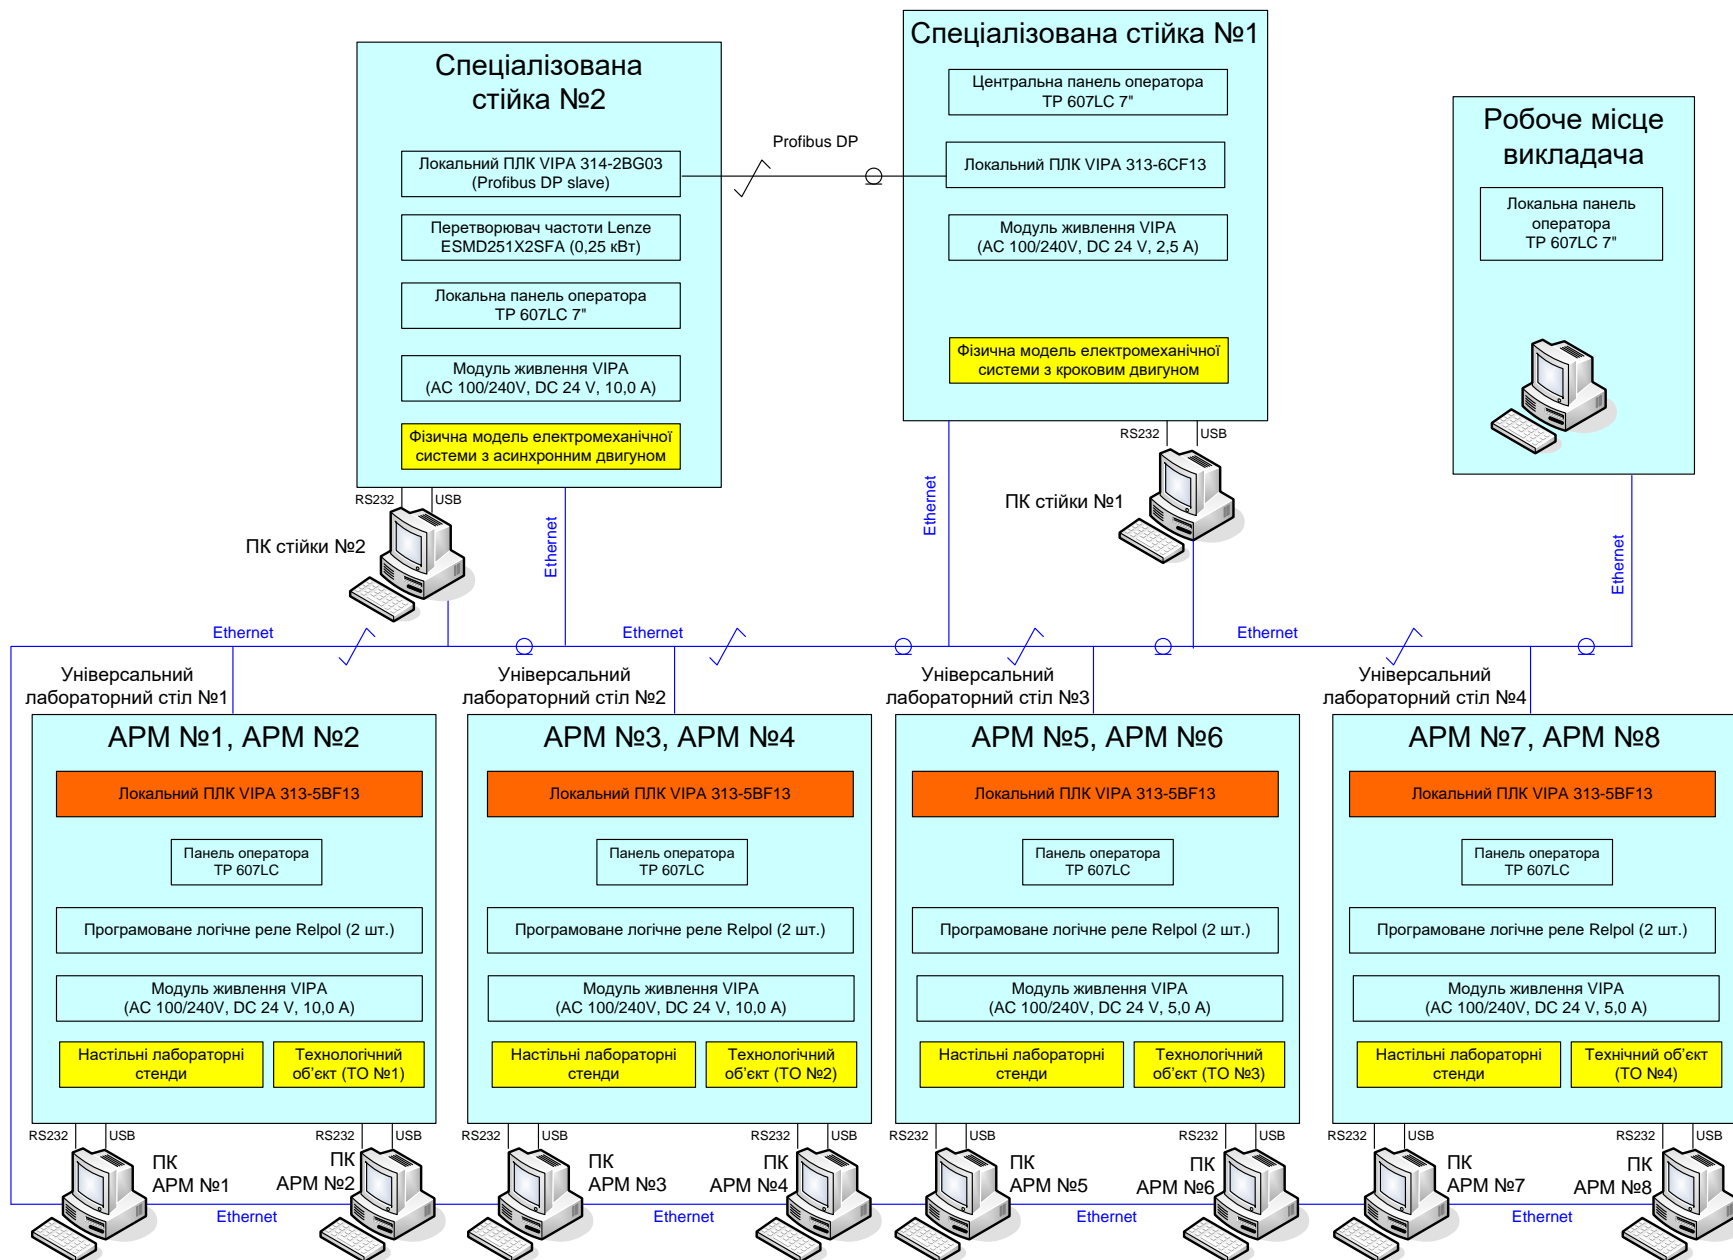 Спеціалізована
стійка №2
Локальний ПЛК VIPA 314-2BG03
(Profibus DP slave)
Перетворювач частоти Lenze
ESMD251X2SFA (0,25 кВт)
Локальна панель оператора
TP 607LC 7"
Модуль живлення VIPA
(AC 100/240V, DC 24 V, 10,0 A)
Фізична модель електромеханічної
системи з асинхронним двигуном
RS232
USB
ПК стійки №2
Ethernet
Profibus DP
Спеціалізована стійка №1
Центральна панель оператора
TP 607LC 7"
Локальний ПЛК VIPA 313-6CF13
Модуль живлення VIPA
(AC 100/240V, DC 24 V, 2,5 A)
Фізична модель електромеханічної
системи з кроковим двигуном
RS232
USB
ПК стійки №1
Ethernet
Робоче місце
викладача
Локальна панель
оператора
TP 607LC 7"
Ethernet
Ethernet
Ethernet
Ethernet
Ethernet
Універсальний
лабораторний стіл №1
АРМ №1, АРМ №2
Локальний ПЛК VIPA 313-5BF13
Панель оператора
TP 607LC
Програмоване логічне реле Relpol (2 шт.)
Модуль живлення VIPA
(AC 100/240V, DC 24 V, 10,0 A)
Настільні лабораторні
стенди
Технологічний
об'єкт (ТО №1)
RS232
USB
RS232
USB
ПК
АРМ №1
ПК
АРМ №2
Ethernet
Універсальний
лабораторний стіл №2
АРМ №3, АРМ №4
Локальний ПЛК VIPA 313-5BF13
Панель оператора
TP 607LC
Програмоване логічне реле Relpol (2 шт.)
Модуль живлення VIPA
(AC 100/240V, DC 24 V, 10,0 A)
Настільні лабораторні
стенди
Технологічний
об'єкт (ТО №2)
RS232
USB
RS232
USB
ПК
АРМ №3
ПК
АРМ №4
Ethernet
Універсальний
лабораторний стіл №3
АРМ №5, АРМ №6
Локальний ПЛК VIPA 313-5BF13
Панель оператора
TP 607LC
Програмоване логічне реле Relpol (2 шт.)
Модуль живлення VIPA
(AC 100/240V, DC 24 V, 5,0 A)
Настільні лабораторні
стенди
Технологічний
об'єкт (ТО №3)
RS232
USB
RS232
USB
ПК
АРМ №5
ПК
АРМ №6
Ethernet
Універсальний
лабораторний стіл №4
АРМ №7, АРМ №8
Локальний ПЛК VIPA 313-5BF13
Панель оператора
TP 607LC
Програмоване логічне реле Relpol (2 шт.)
Модуль живлення VIPA
(AC 100/240V, DC 24 V, 5,0 A)
Настільні лабораторні
стенди
Технічний об'єкт
(ТО №4)
RS232
USB
RS232
USB
ПК
АРМ №7
ПК
АРМ №8
Ethernet